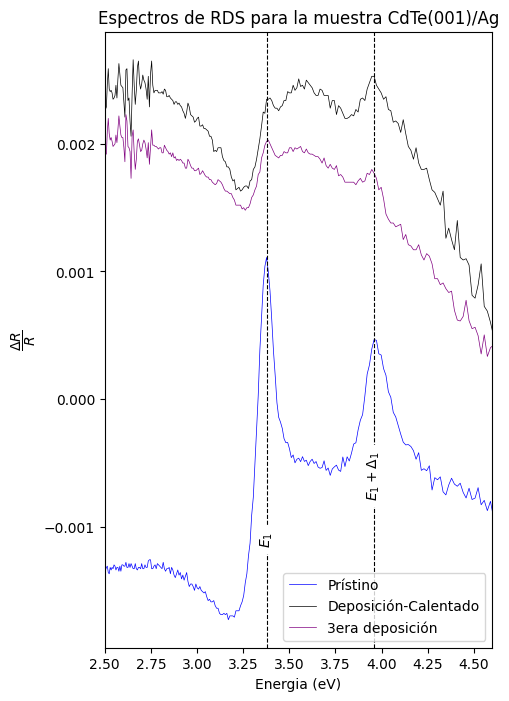 Espectros de RDS para la muestra CdTe(001)/Ag
ΔR
R
0.002
0.001
0.000
−0.001
E₁
E₁ + Δ₁
Prístino
Deposición-Calentado
3era deposición
2.50 2.75 3.00 3.25 3.50 3.75 4.00 4.25 4.50
Energia (eV)